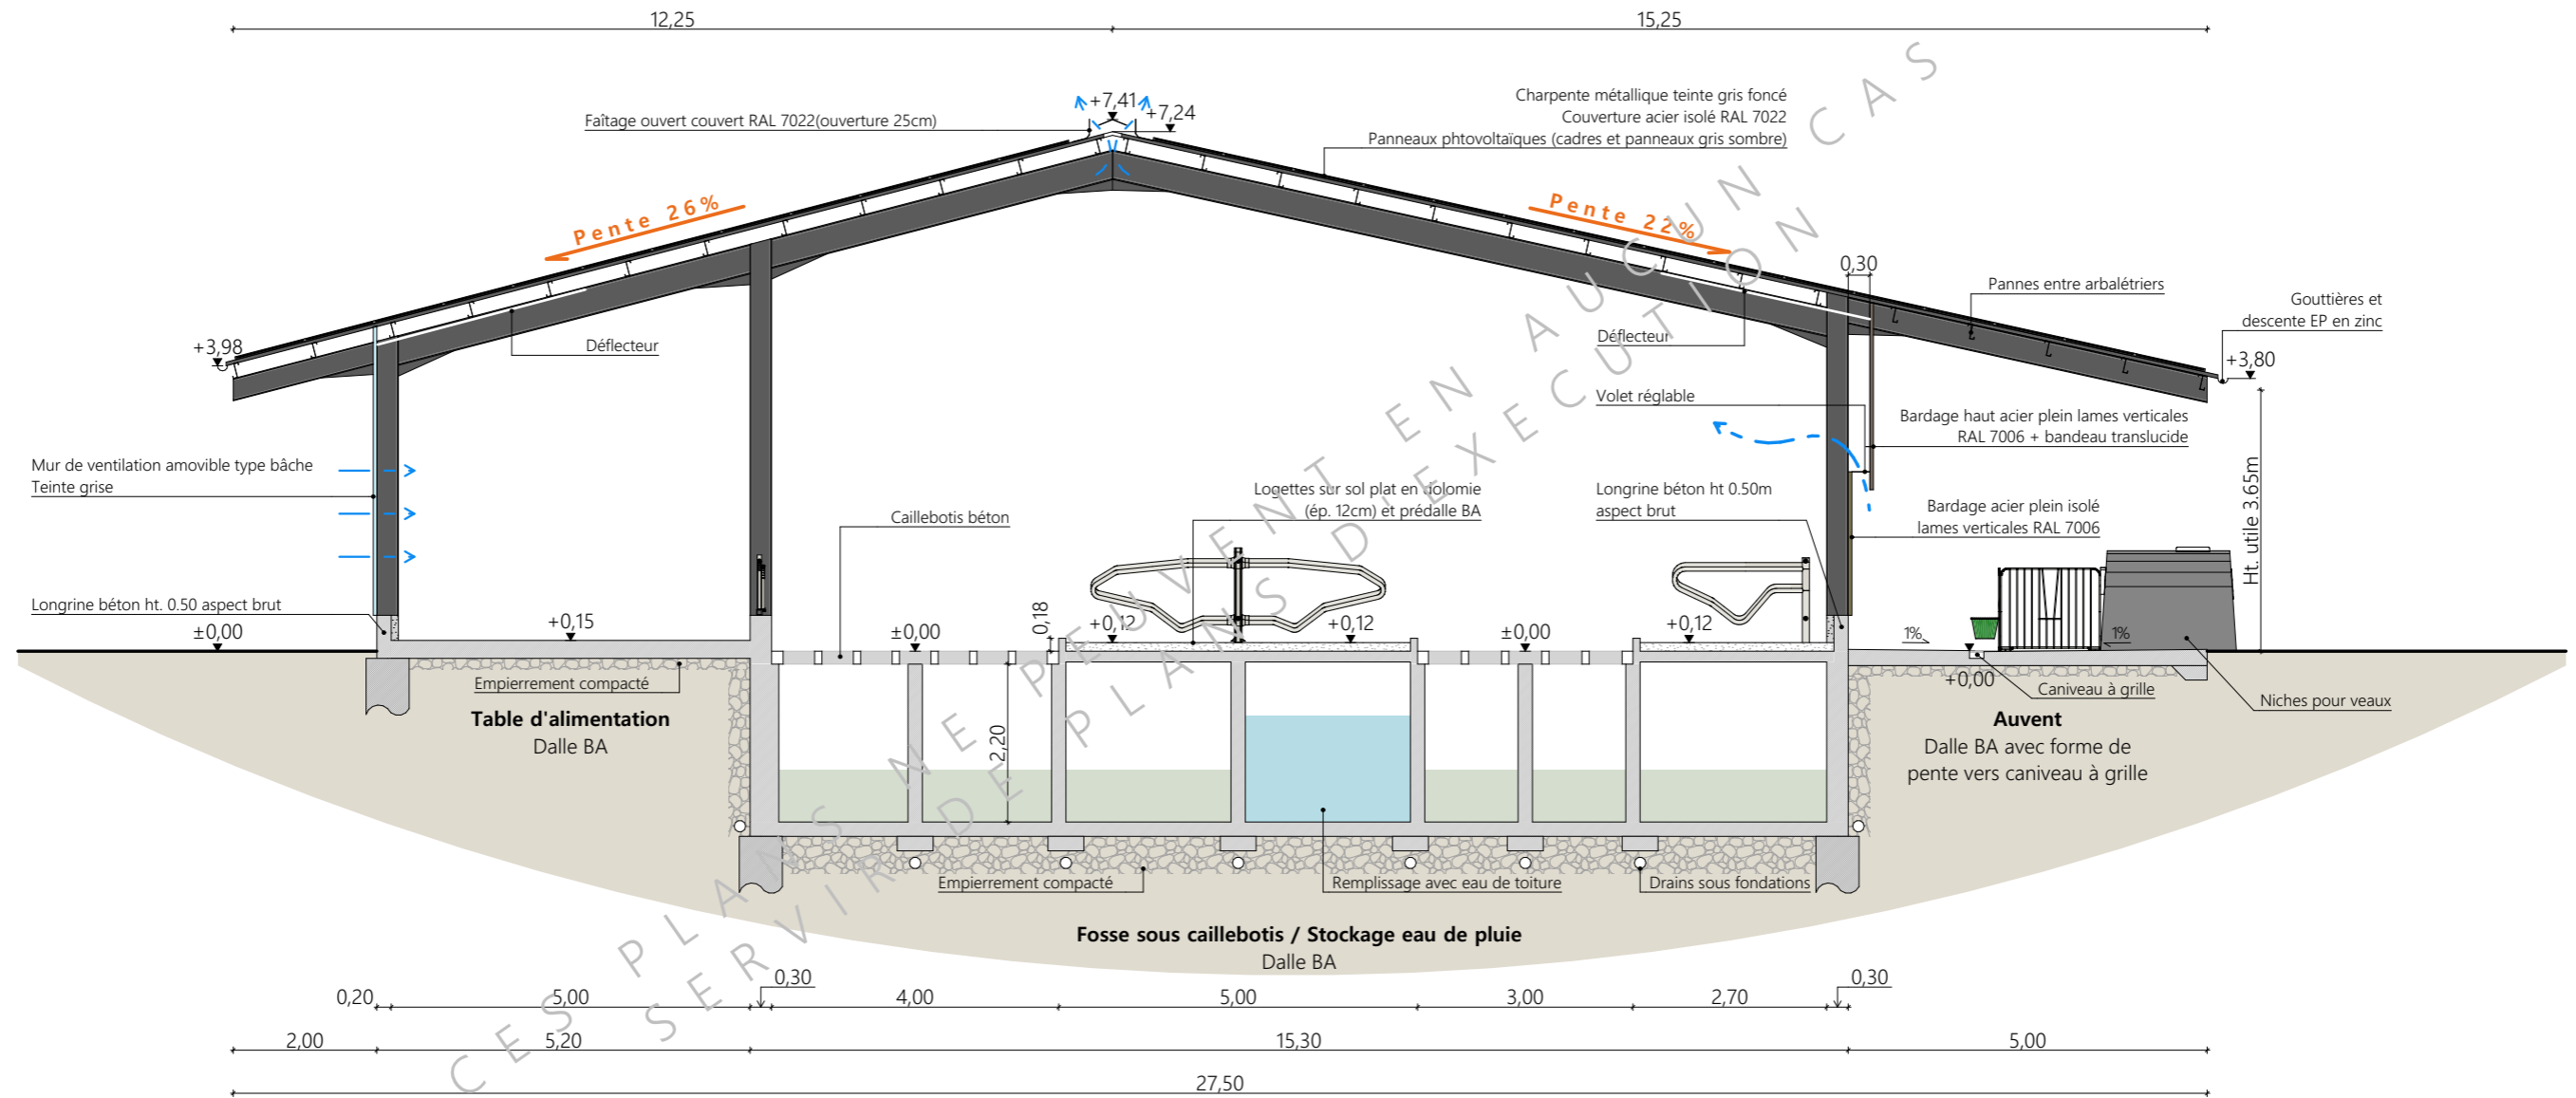 12,25
15,25
+7,41
+7,24
Faîtage ouvert couvert RAL 7022(ouverture 25cm)
Charpente métallique teinte gris foncé
Couverture acier isolé RAL 7022
Panneaux phtovoltaïques (cadres et panneaux gris sombre)
Pente 26%
Pente 22%
0,30
Pannes entre arbalétriers
Gouttières et
descente EP en zinc
+3,98
Déflecteur
Déflecteur
+3,80
Volet réglable
Bardage haut acier plein lames verticales
RAL 7006 + bandeau translucide
Mur de ventilation amovible type bâche
Teinte grise
Ht. utile 3.65m
Caillebotis béton
Logettes sur sol plat en dolomie
(ép. 12cm) et prédalle BA
Longrine béton ht 0.50m
aspect brut
Bardage acier plein isolé
lames verticales RAL 7006
Longrine béton ht. 0.50 aspect brut
±0,00
+0,15
±0,00
0,18
+0,12
+0,12
±0,00
+0,12
1%
1%
+0,00
Empierrement compacté
Caniveau à grille
Niches pour veaux
Table d'alimentation
Dalle BA
2,20
Auvent
Dalle BA avec forme de
pente vers caniveau à grille
Empierrement compacté
Remplissage avec eau de toiture
Drains sous fondations
Fosse sous caillebotis / Stockage eau de pluie
Dalle BA
0,20
5,00
0,30
4,00
5,00
3,00
2,70
0,30
2,00
5,20
15,30
5,00
27,50
CES PLANS NE PEUVENT EN AUCUN CAS
SERVIR DE PLANS D'EXECUTION